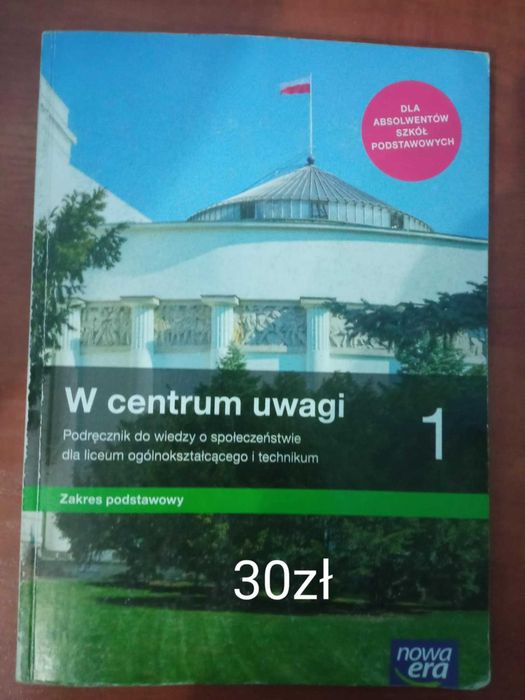 DLA
ABSOLWENTÓW
SZKÓŁ
PODSTAWOWYCH
W centrum uwagi
1
Podręcznik do wiedzy o społeczeństwie
dla liceum ogólnokształcącego i technikum
Zakres podstawowy
30zł
nowa
era